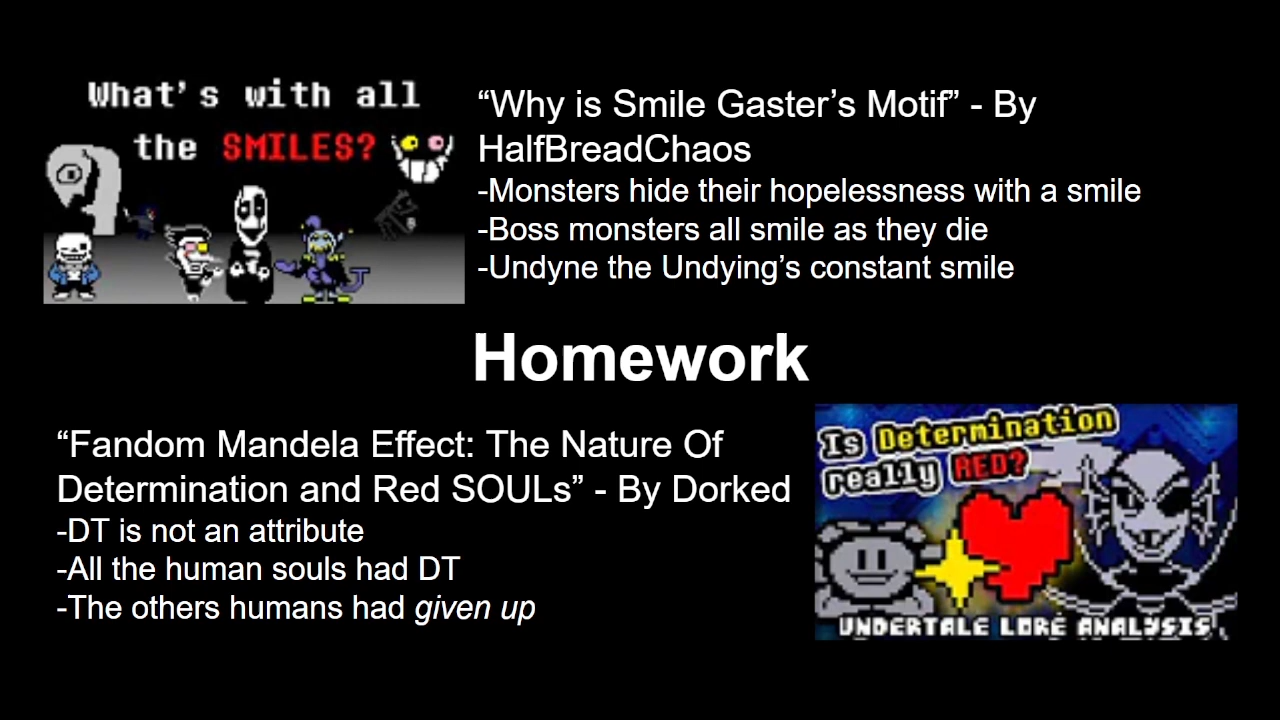 What's with all
the SMILES?
“Why is Smile Gaster’s Motif” - By
HalfBreadChaos
-Monsters hide their hopelessness with a smile
-Boss monsters all smile as they die
-Undyne the Undying’s constant smile
Homework
“Fandom Mandela Effect: The Nature Of
Determination and Red SOULs” - By Dorked
-DT is not an attribute
-All the human souls had DT
-The others humans had given up
Is Determination
really RED?
UNDERTALE LORE ANALYSIS